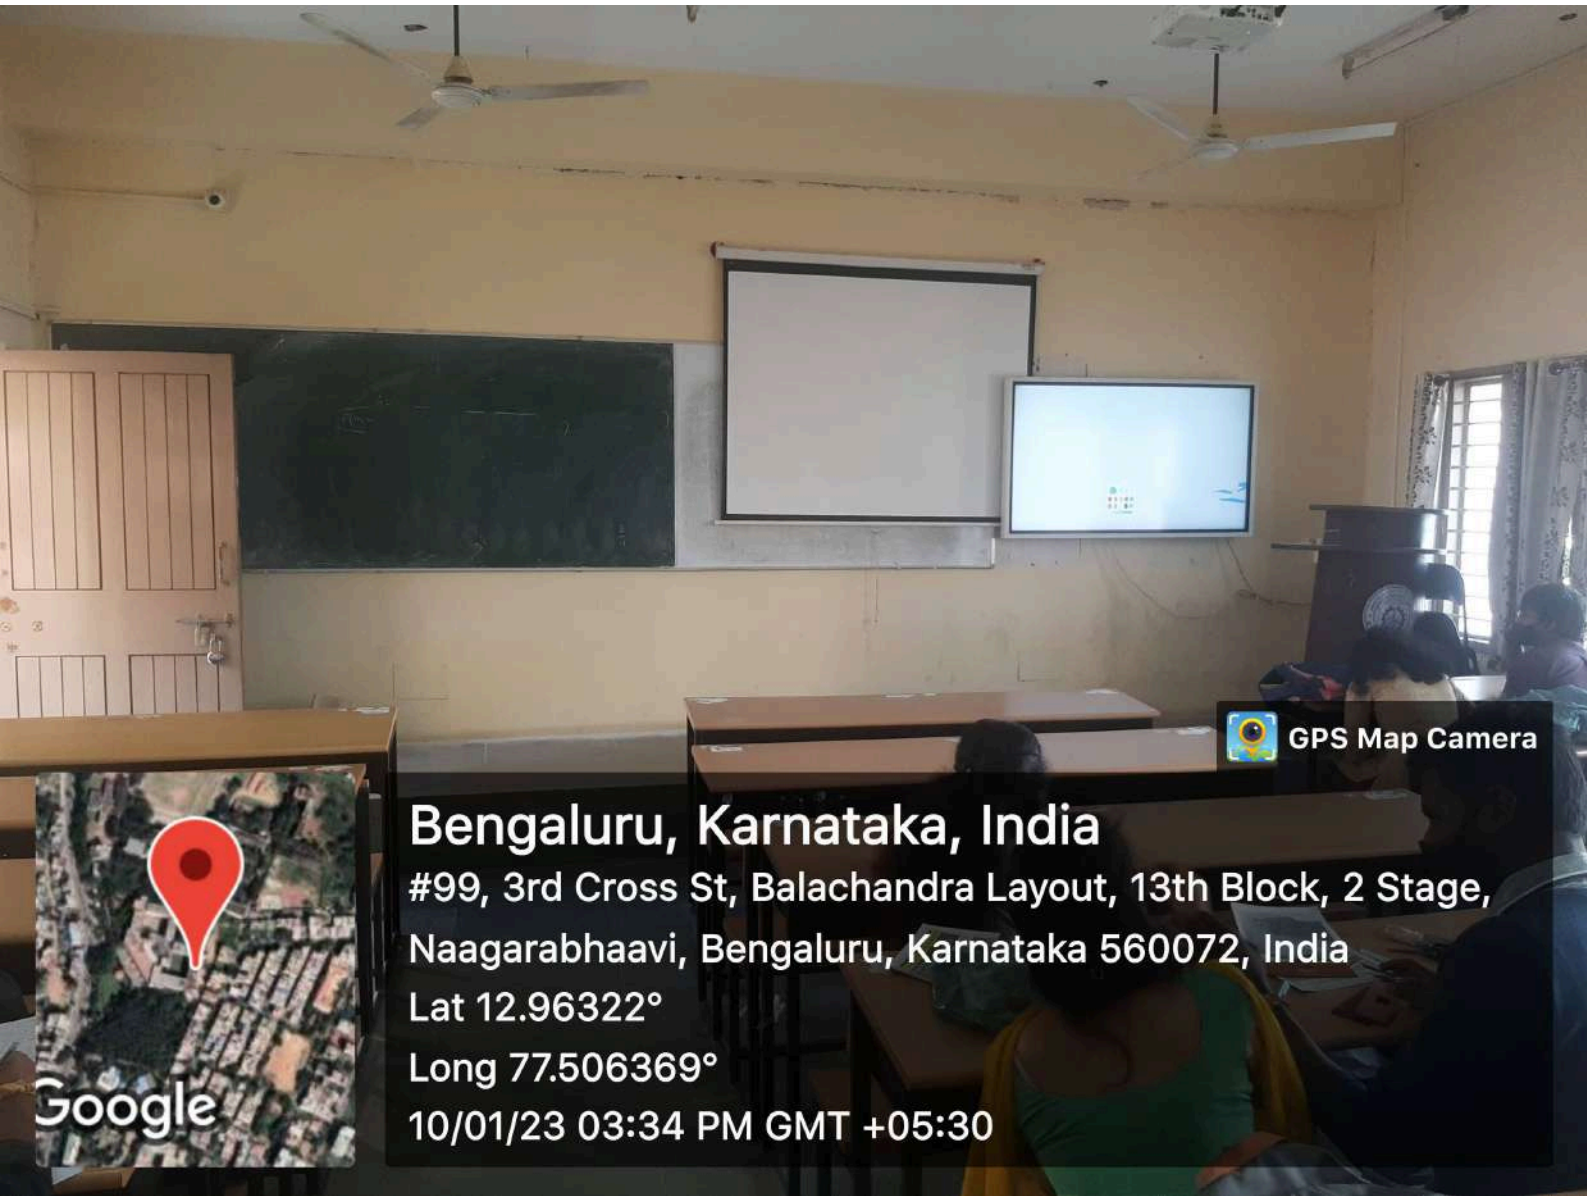 GPS Map Camera
Bengaluru, Karnataka, India
#99, 3rd Cross St, Balachandra Layout, 13th Block, 2 Stage,
Naagarabhaavi, Bengaluru, Karnataka 560072, India
Lat 12.96322°
Long 77.506369°
10/01/23 03:34 PM GMT +05:30
Google